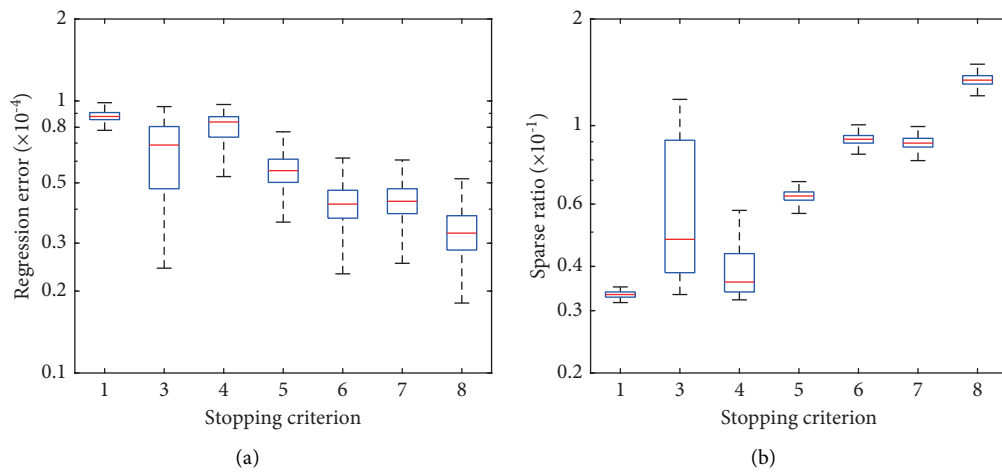 2
1
0.8
0.5
0.3
0.2
0.1
Regression error (×10⁻⁴)
1 3 4 5 6 7 8
Stopping criterion
(a)
2
1
0.6
0.4
0.3
0.2
Sparse ratio (×10⁻¹)
1 3 4 5 6 7 8
Stopping criterion
(b)